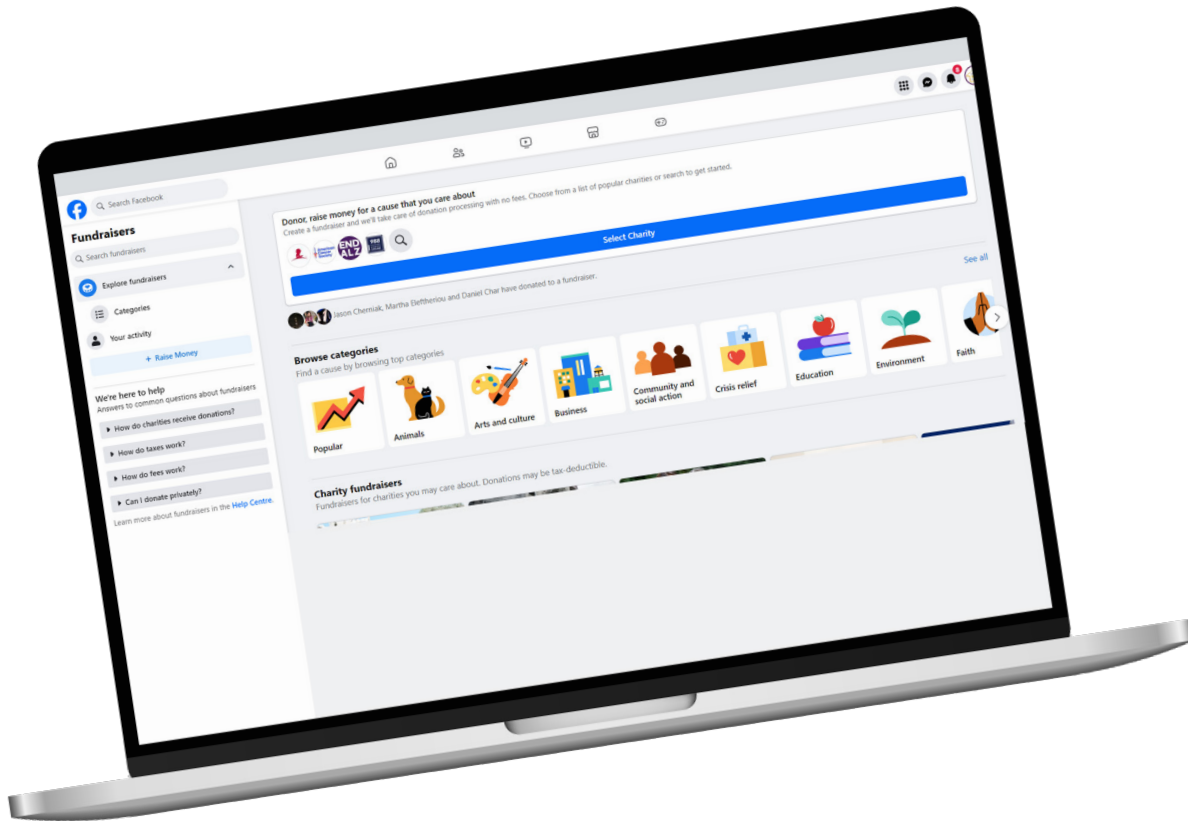 Search Facebook
Fundraisers
Search fundraisers
Explore fundraisers
Categories
Your activity
+ Raise Money
We're here to help
Answers to common questions about fundraisers
How do charities receive donations?
How do taxes work?
How do fees work?
Can I donate privately?
Learn more about fundraisers in the Help Centre.
Donor, raise money for a cause that you care about
Create a fundraiser and we'll take care of donation processing with no fees. Choose from a list of popular charities or search to get started.
END
ALZ
Select Charity
Jason Cherniak, Martha Eleftheriou and Daniel Char have donated to a fundraiser.
Browse categories
See all
Find a cause by browsing top categories
Popular
Animals
Arts and culture
Business
Community and
social action
Crisis relief
Education
Environment
Faith
Charity fundraisers
Fundraisers for charities you may care about. Donations may be tax-deductible.